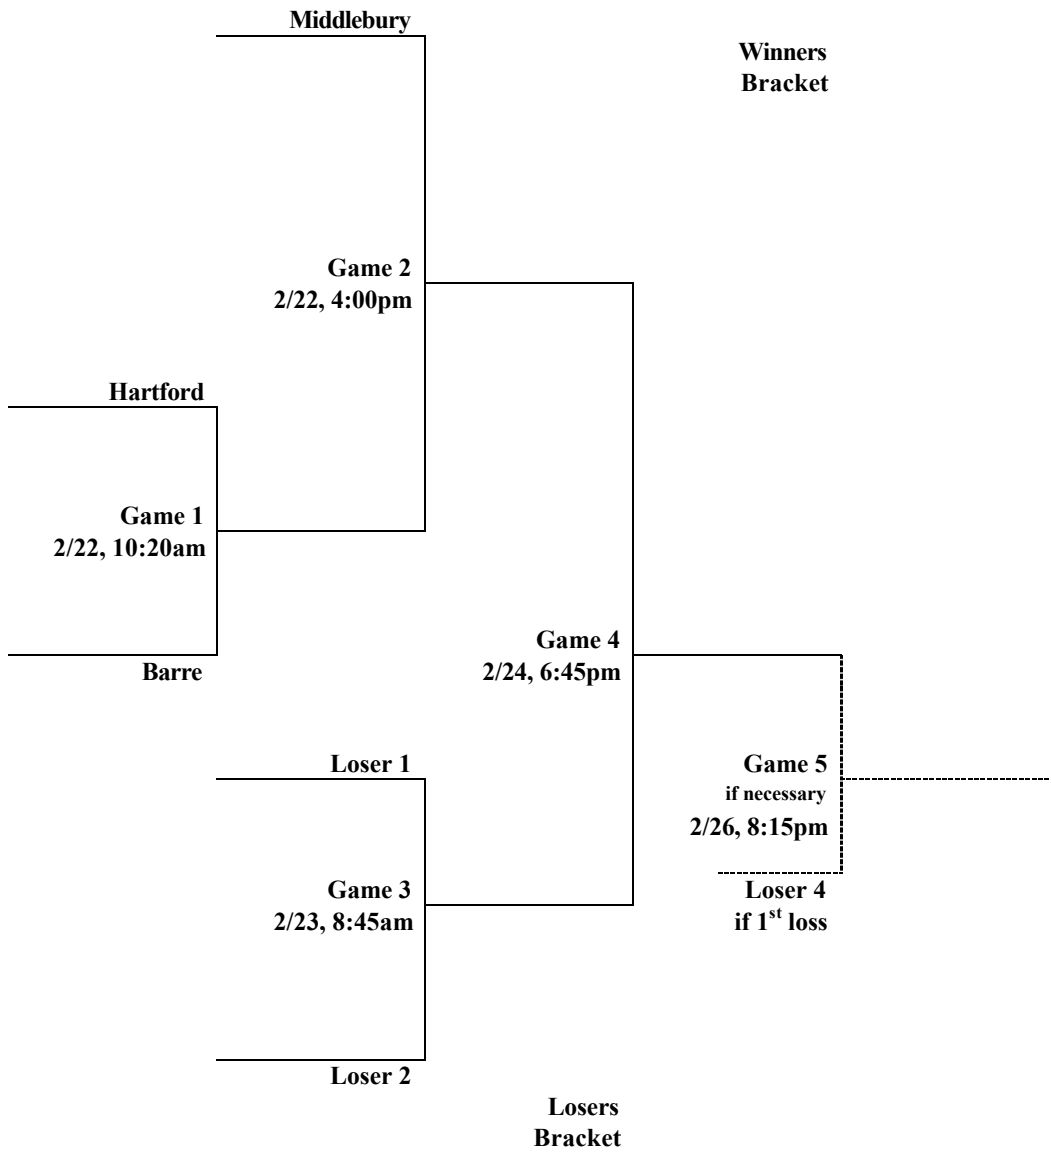 Middlebury
Winners
Bracket
Game 2
2/22, 4:00pm
Hartford
Game 1
2/22, 10:20am
Barre
Game 4
2/24, 6:45pm
Loser 1
Game 5
if necessary
2/26, 8:15pm
Game 3
2/23, 8:45am
Loser 4
if 1st loss
Loser 2
Losers
Bracket